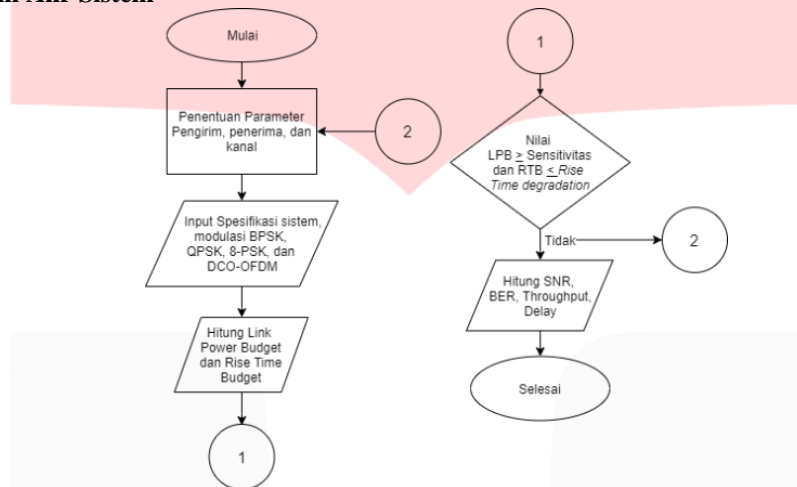 Alir Sistem
Mulai
Penentuan Parameter
Pengirim, penerima, dan
kanal
2
Input Spesifikasi sistem,
modulasi BPSK,
QPSK, 8-PSK, dan
DCO-OFDM
Hitung Link
Power Budget
dan Rise Time
Budget
1
1
Nilai
LPB ≥ Sensitivitas
dan RTB ≤ Rise
Time degradation
Tidak
2
Hitung SNR,
BER, Throughput,
Delay
Selesai